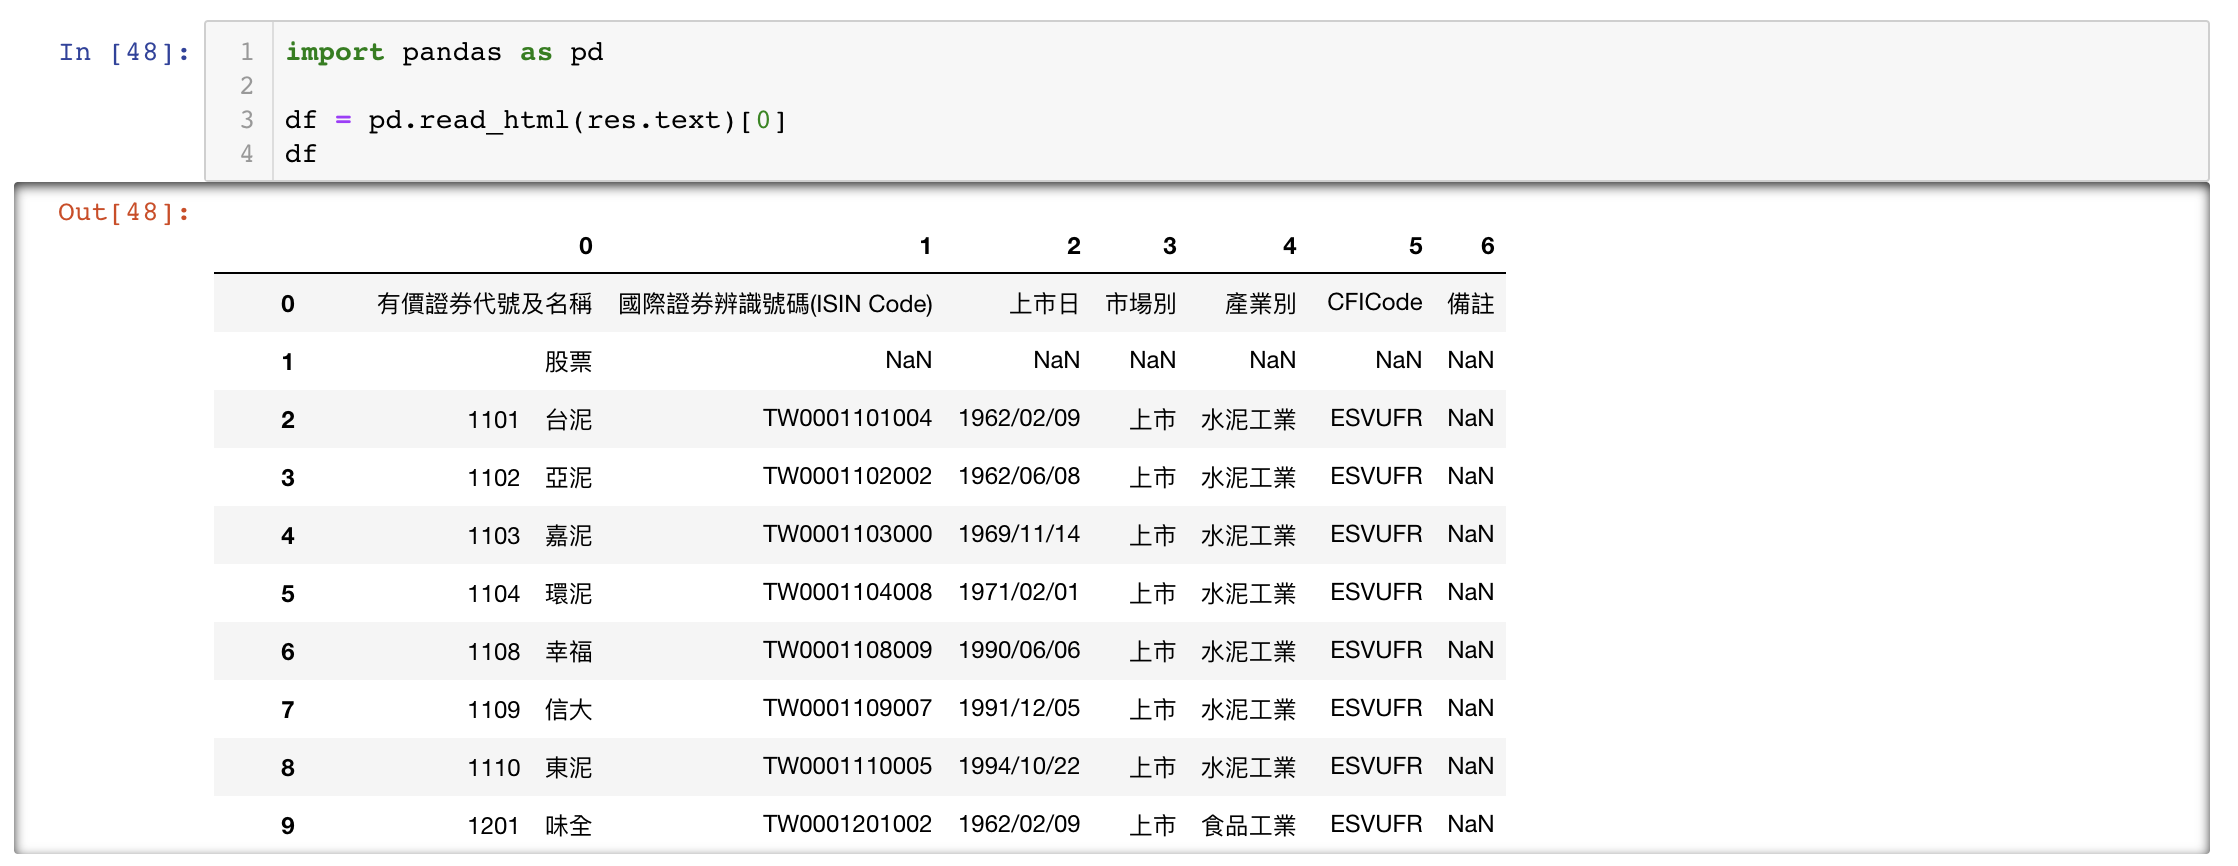 In [48]:
1 import pandas as pd
2
3 df = pd.read_html(res.text)[0]
4 df
Out[48]:
0 1 2 3 4 5 6
0 有價證券代號及名稱 國際證券辨識號碼(ISIN Code) 上市日 市場別 產業別 CFICode 備註
1 股票 NaN NaN NaN NaN NaN NaN
2 1101　台泥 TW0001101004 1962/02/09 上市 水泥工業 ESVUFR NaN
3 1102　亞泥 TW0001102002 1962/06/08 上市 水泥工業 ESVUFR NaN
4 1103　嘉泥 TW0001103000 1969/11/14 上市 水泥工業 ESVUFR NaN
5 1104　環泥 TW0001104008 1971/02/01 上市 水泥工業 ESVUFR NaN
6 1108　幸福 TW0001108009 1990/06/06 上市 水泥工業 ESVUFR NaN
7 1109　信大 TW0001109007 1991/12/05 上市 水泥工業 ESVUFR NaN
8 1110　東泥 TW0001110005 1994/10/22 上市 水泥工業 ESVUFR NaN
9 1201　味全 TW0001201002 1962/02/09 上市 食品工業 ESVUFR NaN